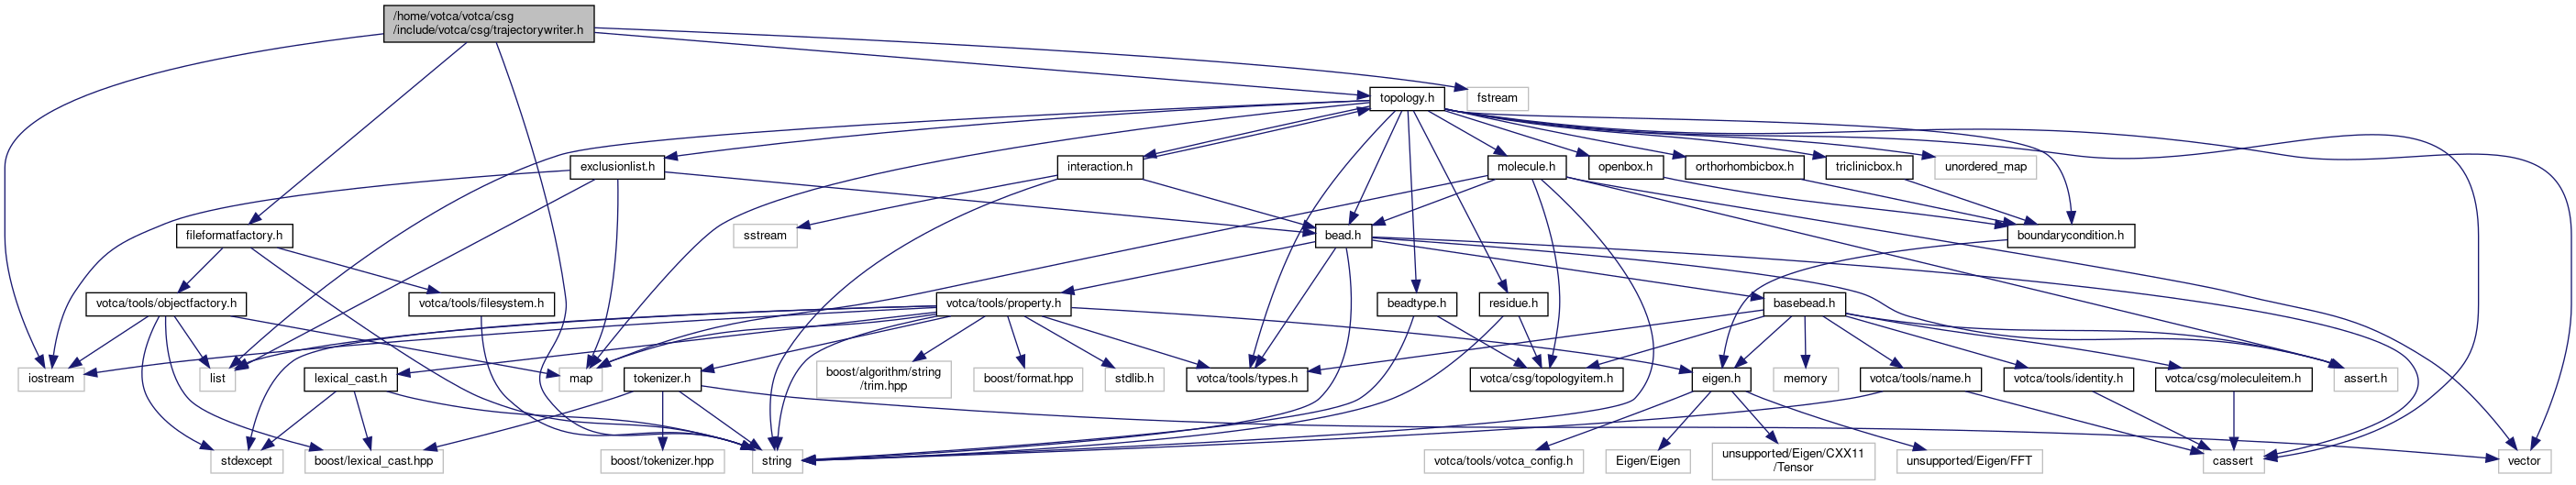 /home/votca/votca/csg
/include/votca/csg/trajectorywriter.h
topology.h
fstream
exclusionlist.h
interaction.h
molecule.h
openbox.h
orthorhombicbox.h
triclinicbox.h
unordered_map
fileformatfactory.h
sstream
bead.h
boundarycondition.h
votca/tools/objectfactory.h
votca/tools/filesystem.h
votca/tools/property.h
beadtype.h
residue.h
basebead.h
iostream
list
lexical_cast.h
map
tokenizer.h
boost/algorithm/string
/trim.hpp
boost/format.hpp
stdlib.h
votca/tools/types.h
votca/csg/topologyitem.h
eigen.h
memory
votca/tools/name.h
votca/tools/identity.h
votca/csg/moleculeitem.h
assert.h
stdexcept
boost/lexical_cast.hpp
boost/tokenizer.hpp
string
votca/tools/votca_config.h
Eigen/Eigen
unsupported/Eigen/CXX11
/Tensor
unsupported/Eigen/FFT
cassert
vector